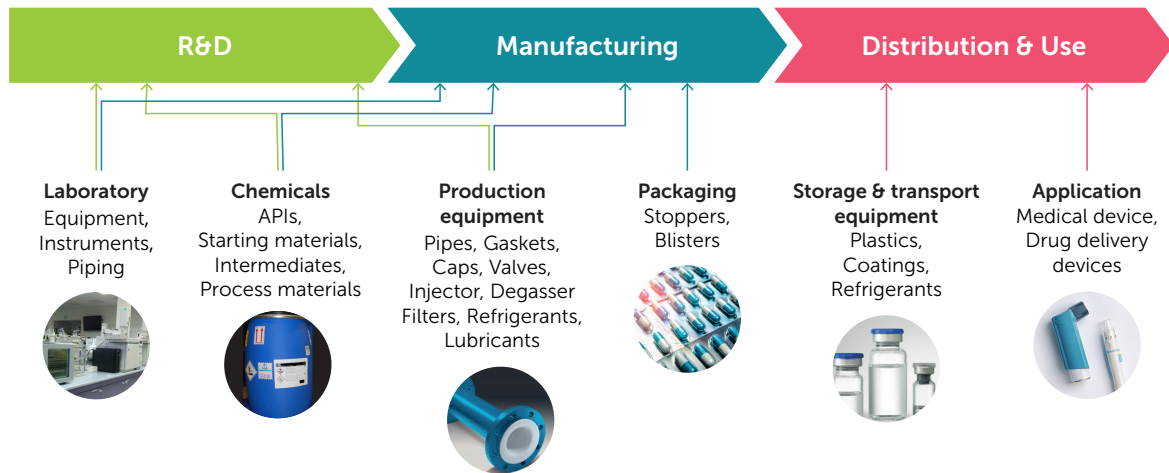 R&D
Manufacturing
Distribution & Use
Laboratory
Equipment,
Instruments,
Piping
Chemicals
APIs,
Starting materials,
Intermediates,
Process materials
Production
equipment
Pipes, Gaskets,
Caps, Valves,
Injector, Degasser
Filters, Refrigerants,
Lubricants
Packaging
Stoppers,
Blisters
Storage & transport
equipment
Plastics,
Coatings,
Refrigerants
Application
Medical device,
Drug delivery
devices